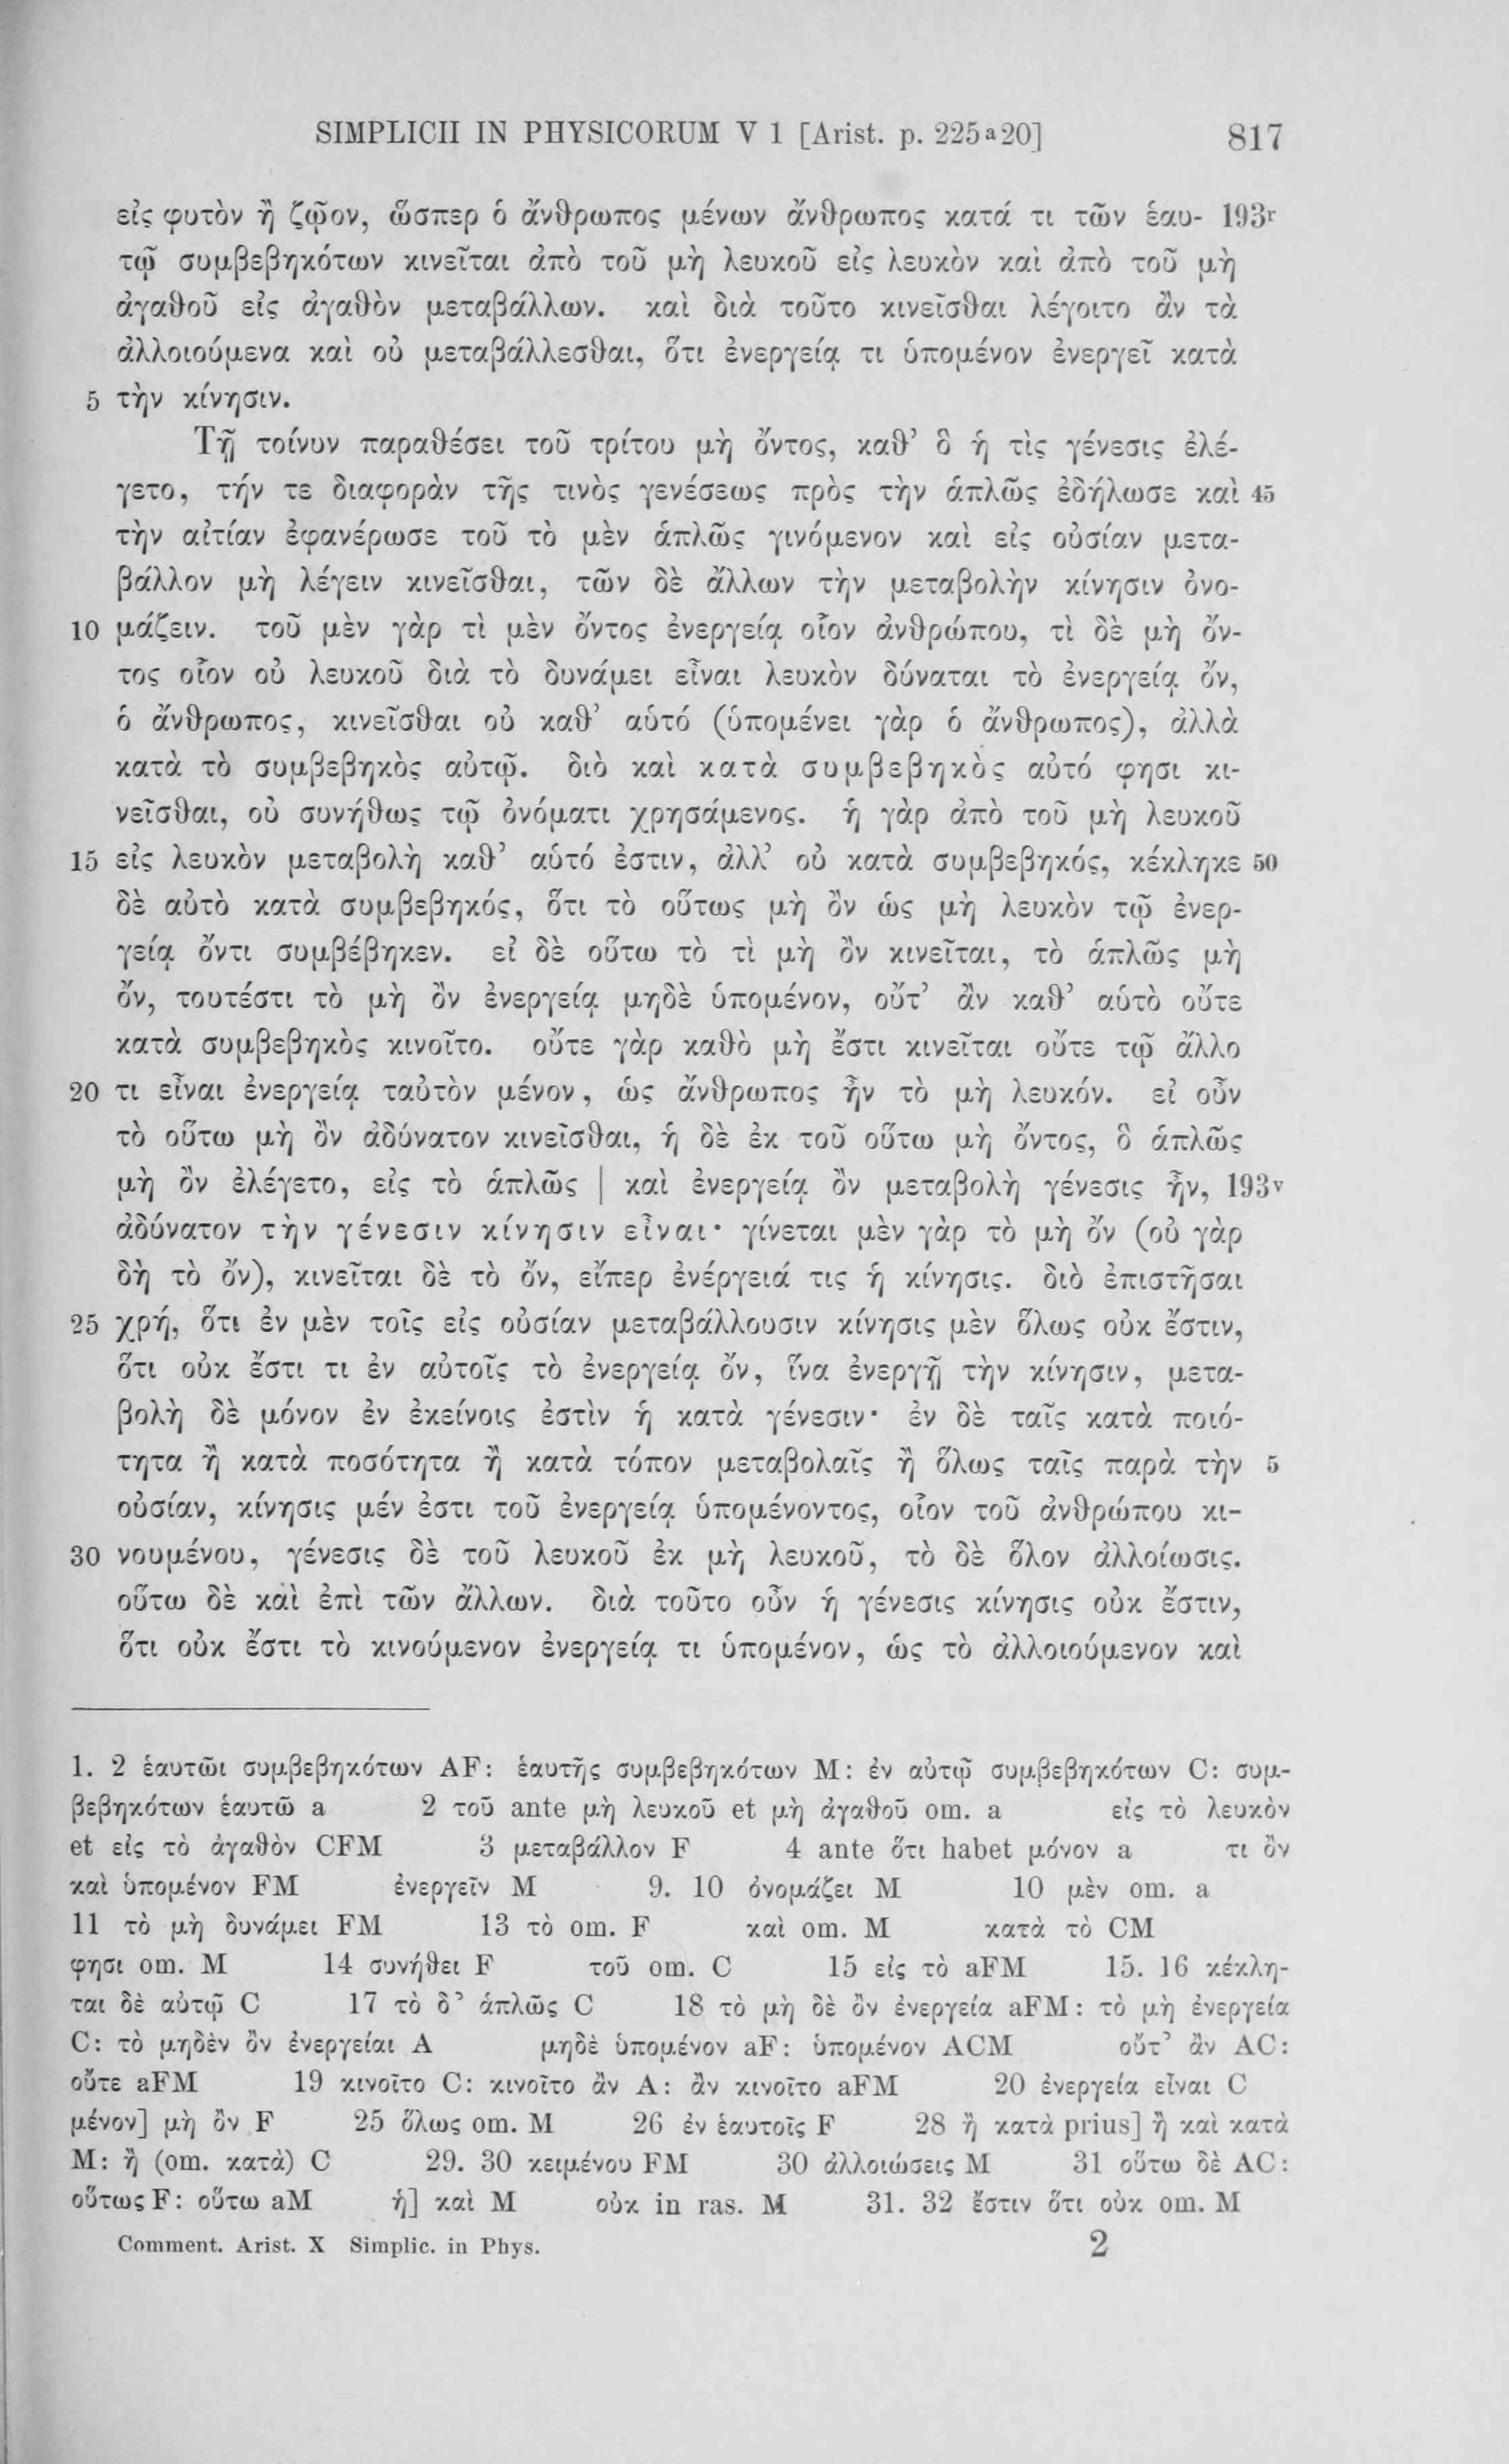 SIMPLICII IN PHYSICORUM V 1 [Arist. p. 225ᵃ20] 817
εἰς φυτὸν ἢ ζῷον, ὥσπερ ὁ ἄνθρωπος μένων ἄνθρωπος κατά τι τῶν ἑαυ- 193ʳ
τῷ συμβεβηκότων κινεῖται ἀπὸ τοῦ μὴ λευκοῦ εἰς λευκὸν καὶ ἀπὸ τοῦ μὴ
ἀγαθοῦ εἰς ἀγαθὸν μεταβάλλων. καὶ διὰ τοῦτο κινεῖσθαι λέγοιτο ἂν τὰ
ἀλλοιούμενα καὶ οὐ μεταβάλλεσθαι, ὅτι ἐνεργείᾳ τι ὑπομένον ἐνεργεῖ κατὰ
5 τὴν κίνησιν.
Τῇ τοίνυν παραθέσει τοῦ τρίτου μὴ ὄντος, καθ’ ὃ ἡ τὶς γένεσις ἐλέ-
γετο, τήν τε διαφορὰν τῆς τινὸς γενέσεως πρὸς τὴν ἁπλῶς ἐδήλωσε καὶ 45
τὴν αἰτίαν ἐφανέρωσε τοῦ τὸ μὲν ἁπλῶς γινόμενον καὶ εἰς οὐσίαν μετα-
βάλλον μὴ λέγειν κινεῖσθαι, τῶν δὲ ἄλλων τὴν μεταβολὴν κίνησιν ὀνο-
10 μάζειν. τοῦ μὲν γὰρ τὶ μὲν ὄντος ἐνεργείᾳ οἷον ἀνθρώπου, τὶ δὲ μὴ ὄν-
τος οἷον οὐ λευκοῦ διὰ τὸ δυνάμει εἶναι λευκὸν δύναται τὸ ἐνεργείᾳ ὄν,
ὁ ἄνθρωπος, κινεῖσθαι οὐ καθ’ αὑτό (ὑπομένει γὰρ ὁ ἄνθρωπος), ἀλλὰ
κατὰ τὸ συμβεβηκὸς αὐτῷ. διὸ καὶ κατὰ συμβεβηκὸς αὐτό φησι κι-
νεῖσθαι, οὐ συνήθως τῷ ὀνόματι χρησάμενος. ἡ γὰρ ἀπὸ τοῦ μὴ λευκοῦ
15 εἰς λευκὸν μεταβολὴ καθ’ αὑτό ἐστιν, ἀλλ’ οὐ κατὰ συμβεβηκός, κέκληκε 50
δὲ αὐτὸ κατὰ συμβεβηκός, ὅτι τὸ οὕτως μὴ ὂν ὡς μὴ λευκὸν τῷ ἐνερ-
γείᾳ ὄντι συμβέβηκεν. εἰ δὲ οὕτω τὸ τὶ μὴ ὂν κινεῖται, τὸ ἁπλῶς μὴ
ὄν, τουτέστι τὸ μὴ ὂν ἐνεργείᾳ μηδὲ ὑπομένον, οὔτ’ ἂν καθ’ αὑτὸ οὔτε
κατὰ συμβεβηκὸς κινοῖτο. οὔτε γὰρ καθὸ μὴ ἔστι κινεῖται οὔτε τῷ ἄλλο
20 τι εἶναι ἐνεργείᾳ ταὐτὸν μένον, ὡς ἄνθρωπος ἦν τὸ μὴ λευκόν. εἰ οὖν
τὸ οὕτω μὴ ὂν ἀδύνατον κινεῖσθαι, ἡ δὲ ἐκ τοῦ οὕτω μὴ ὄντος, ὃ ἁπλῶς
μὴ ὂν ἐλέγετο, εἰς τὸ ἁπλῶς | καὶ ἐνεργείᾳ ὂν μεταβολὴ γένεσις ἦν, 193ᵛ
ἀδύνατον τὴν γένεσιν κίνησιν εἶναι· γίνεται μὲν γὰρ τὸ μὴ ὄν (οὐ γὰρ
δὴ τὸ ὄν), κινεῖται δὲ τὸ ὄν, εἴπερ ἐνέργειά τις ἡ κίνησις. διὸ ἐπιστῆσαι
25 χρή, ὅτι ἐν μὲν τοῖς εἰς οὐσίαν μεταβάλλουσιν κίνησις μὲν ὅλως οὐκ ἔστιν,
ὅτι οὐκ ἔστι τι ἐν αὐτοῖς τὸ ἐνεργείᾳ ὄν, ἵνα ἐνεργῇ τὴν κίνησιν, μετα-
βολὴ δὲ μόνον ἐν ἐκείνοις ἐστὶν ἡ κατὰ γένεσιν· ἐν δὲ ταῖς κατὰ ποιό-
τητα ἢ κατὰ ποσότητα ἢ κατὰ τόπον μεταβολαῖς ἢ ὅλως ταῖς παρὰ τὴν 5
οὐσίαν, κίνησις μέν ἐστι τοῦ ἐνεργείᾳ ὑπομένοντος, οἷον τοῦ ἀνθρώπου κι-
30 νουμένου, γένεσις δὲ τοῦ λευκοῦ ἐκ μὴ λευκοῦ, τὸ δὲ ὅλον ἀλλοίωσις.
οὕτω δὲ καὶ ἐπὶ τῶν ἄλλων. διὰ τοῦτο οὖν ἡ γένεσις κίνησις οὐκ ἔστιν,
ὅτι οὐκ ἔστι τὸ κινούμενον ἐνεργείᾳ τι ὑπομένον, ὡς τὸ ἀλλοιούμενον καὶ
1. 2 ἑαυτῶι συμβεβηκότων AF: ἑαυτῆς συμβεβηκότων M: ἐν αὐτῷ συμβεβηκότων C: συμ-
βεβηκότων ἑαυτῶ a 2 τοῦ ante μὴ λευκοῦ et μὴ ἀγαθοῦ om. a εἰς τὸ λευκὸν
et εἰς τὸ ἀγαθὸν CFM 3 μεταβάλλον F 4 ante ὅτι habet μόνον a τι ὂν
καὶ ὑπομένον FM ἐνεργεῖν M 9. 10 ὀνομάζει M 10 μὲν om. a
11 τὸ μὴ δυνάμει FM 13 τὸ om. F καὶ om. M κατὰ τὸ CM
φησι om. M 14 συνήθει F τοῦ om. C 15 εἰς τὸ aFM 15. 16 κέκλη-
ται δὲ αὐτῷ C 17 τὸ δ’ ἁπλῶς C 18 τὸ μὴ δὲ ὂν ἐνεργεία aFM: τὸ μὴ ἐνεργεία
C: τὸ μηδὲν ὂν ἐνεργείαι A μηδὲ ὑπομένον aF: ὑπομένον ACM οὔτ’ ἂν AC:
οὔτε aFM 19 κινοῖτο C: κινοῖτο ἂν A: ἂν κινοῖτο aFM 20 ἐνεργεία εἶναι C
μένον] μὴ ὂν F 25 ὅλως om. M 26 ἐν ἑαυτοῖς F 28 ἢ κατὰ prius] ἢ καὶ κατὰ
M: ἢ (om. κατὰ) C 29. 30 κειμένου FM 30 ἀλλοιώσεις M 31 οὕτω δὲ AC:
οὕτως F: οὕτω aM ἡ] καὶ M οὐκ in ras. M 31. 32 ἔστιν ὅτι οὐκ om. M
Comment. Arist. X Simplic. in Phys. 2